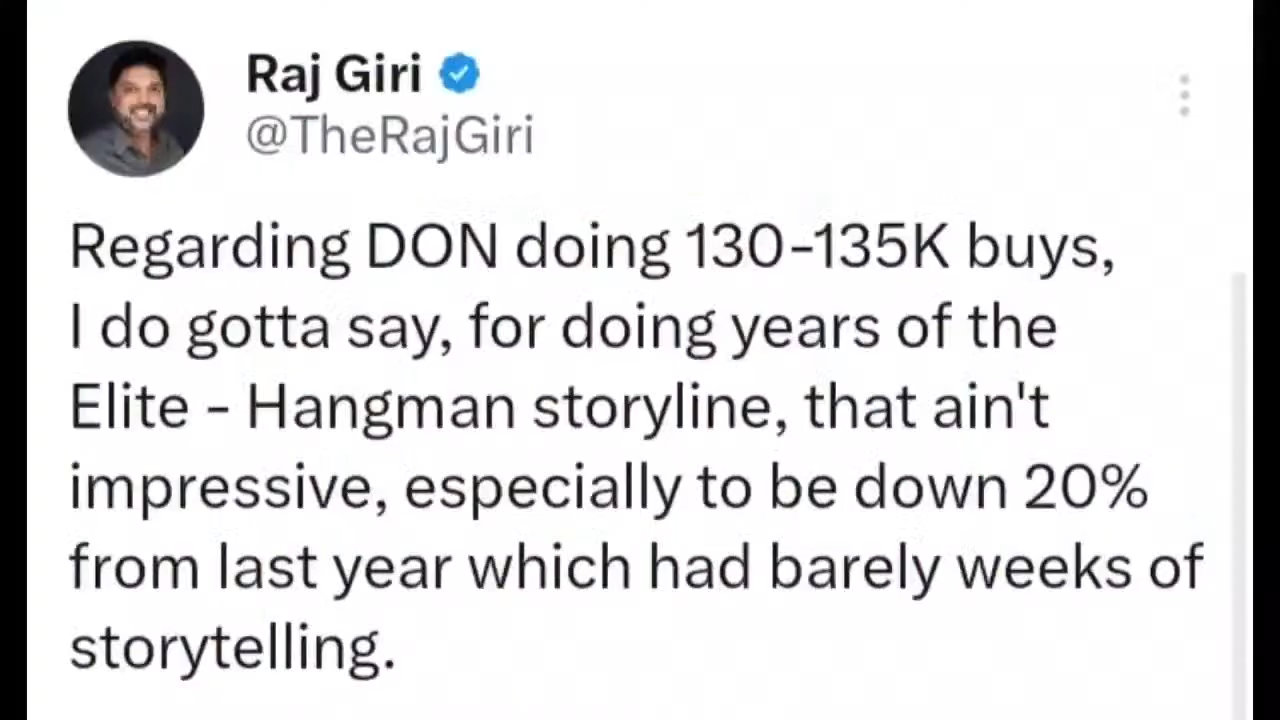 Raj Giri
@TheRajGiri
Regarding DON doing 130-135K buys,
I do gotta say, for doing years of the
Elite - Hangman storyline, that ain't
impressive, especially to be down 20%
from last year which had barely weeks of
storytelling.